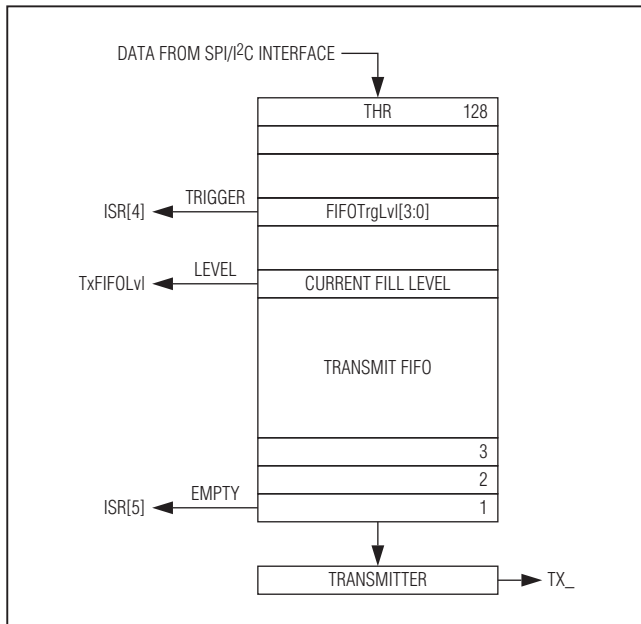 DATA FROM SPI/I²C INTERFACE
THR 128
TRIGGER
ISR[4]
FIFOTrgLvl[3:0]
LEVEL
TxFIFOLvl
CURRENT FILL LEVEL
TRANSMIT FIFO
3
2
EMPTY
ISR[5]
1
TRANSMITTER
TX_